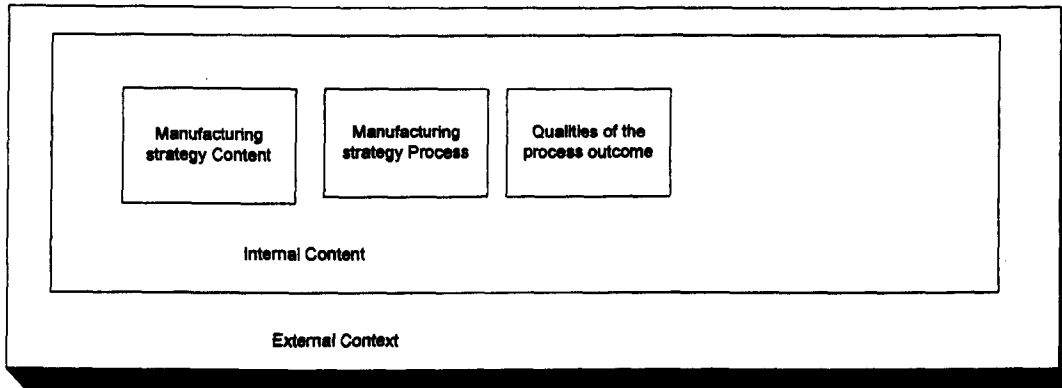 Manufacturing
strategy Content
Manufacturing
strategy Process
Qualities of the
process outcome
Internal Content
External Context